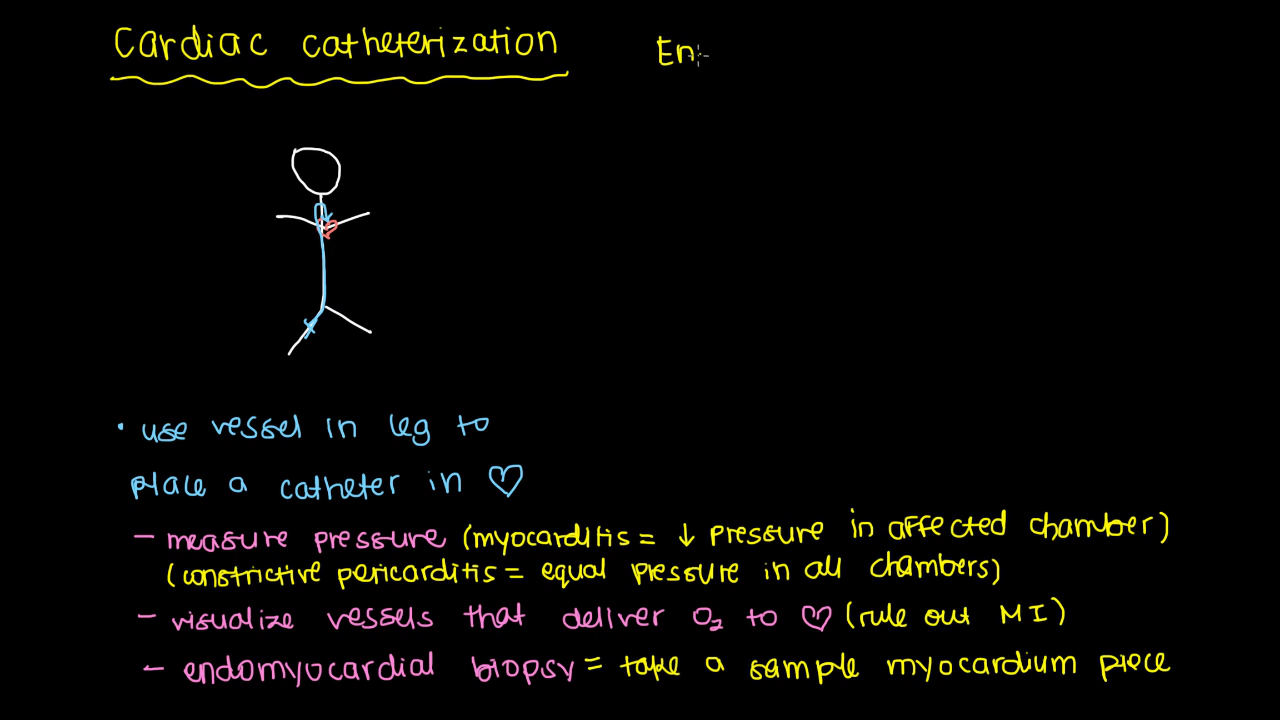 Cardiac catheterization
En
• use vessel in leg to
place a catheter in ♡
- measure pressure (myocarditis = ↓ pressure in affected chamber)
(constrictive pericarditis = equal pressure in all chambers)
- visualize vessels that deliver O₂ to ♡ (rule out MI)
- endomyocardial biopsy = take a sample myocardium piece